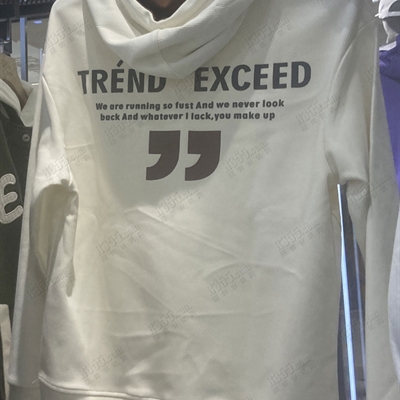 TRÉND EXCEED
We are running so fust And we never look
back And whatever I lack,you make up
”
E